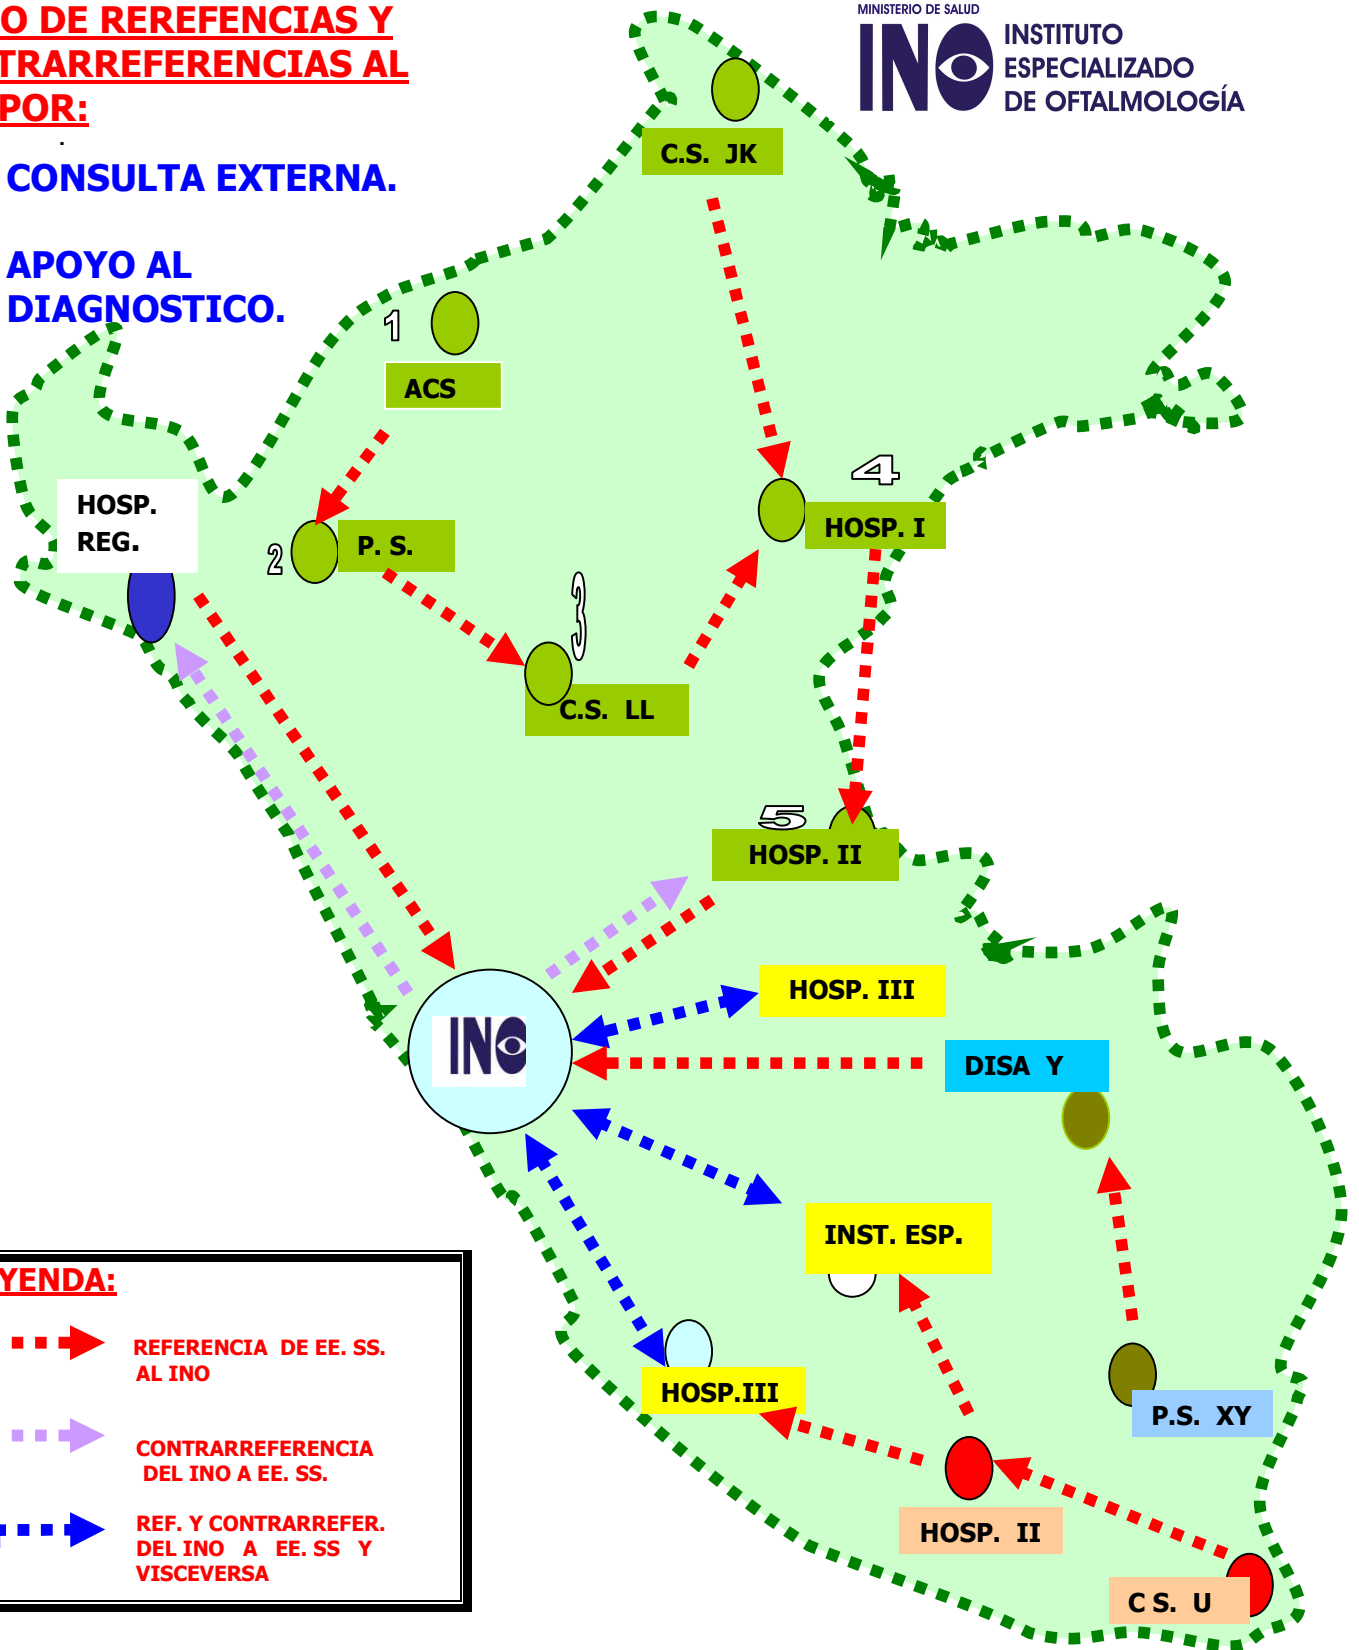 O DE REREFENCIAS Y
TRARREFERENCIAS AL
POR:
.
CONSULTA EXTERNA.
APOYO AL
DIAGNOSTICO.
MINISTERIO DE SALUD
INO
INSTITUTO
ESPECIALIZADO
DE OFTALMOLOGÍA
C.S. JK
1
ACS
HOSP.
REG.
2
P. S.
3
C.S. LL
4
HOSP. I
5
HOSP. II
HOSP. III
INO
DISA Y
INST. ESP.
HOSP.III
P.S. XY
HOSP. II
C S. U
YENDA:
REFERENCIA DE EE. SS.
AL INO
CONTRARREFERENCIA
DEL INO A EE. SS.
REF. Y CONTRARREFER.
DEL INO A EE. SS Y
VISCEVERSA